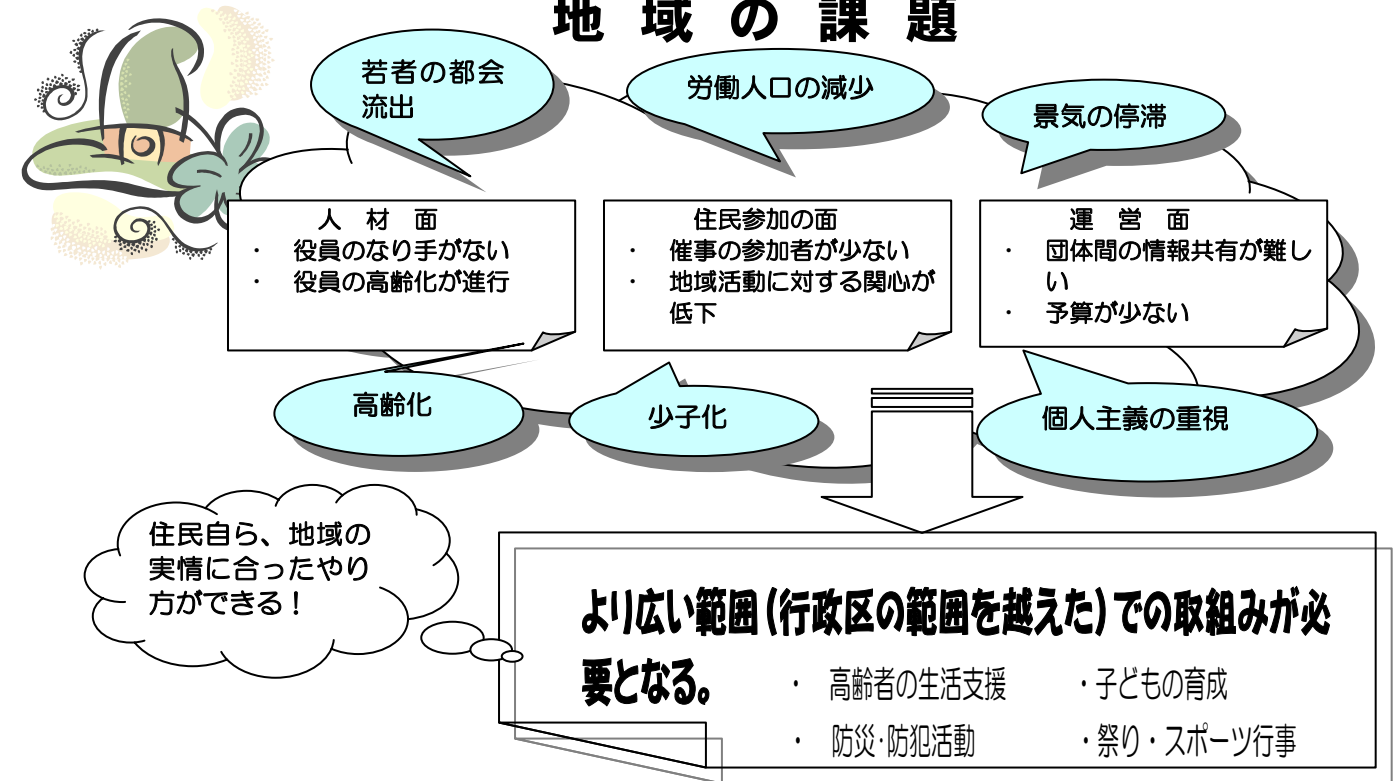 地域の課題
若者の都会
流出
労働人口の減少
景気の停滞
人材面
・ 役員のなり手がない
・ 役員の高齢化が進行
住民参加の面
・ 催事の参加者が少ない
・ 地域活動に対する関心が
低下
運営面
・ 団体間の情報共有が難し
い
・ 予算が少ない
高齢化
少子化
個人主義の重視
住民自ら、地域の
実情に合ったやり
方ができる！
より広い範囲（行政区の範囲を越えた）での取組みが必
要となる。
・ 高齢者の生活支援 ・子どもの育成
・ 防災・防犯活動 ・祭り・スポーツ行事